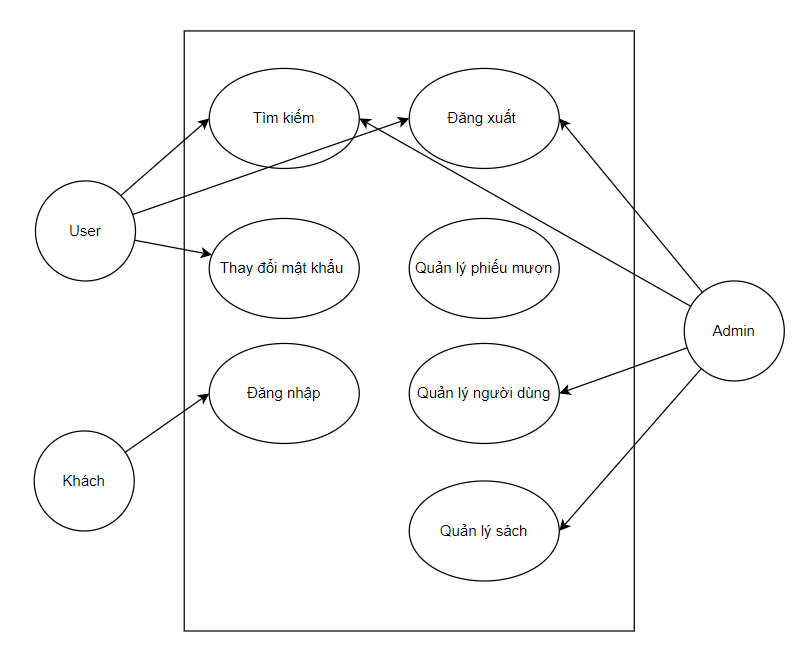 Tìm kiếm
Đăng xuất
User
Thay đổi mật khẩu
Quản lý phiếu mượn
Admin
Đăng nhập
Quản lý người dùng
Khách
Quản lý sách